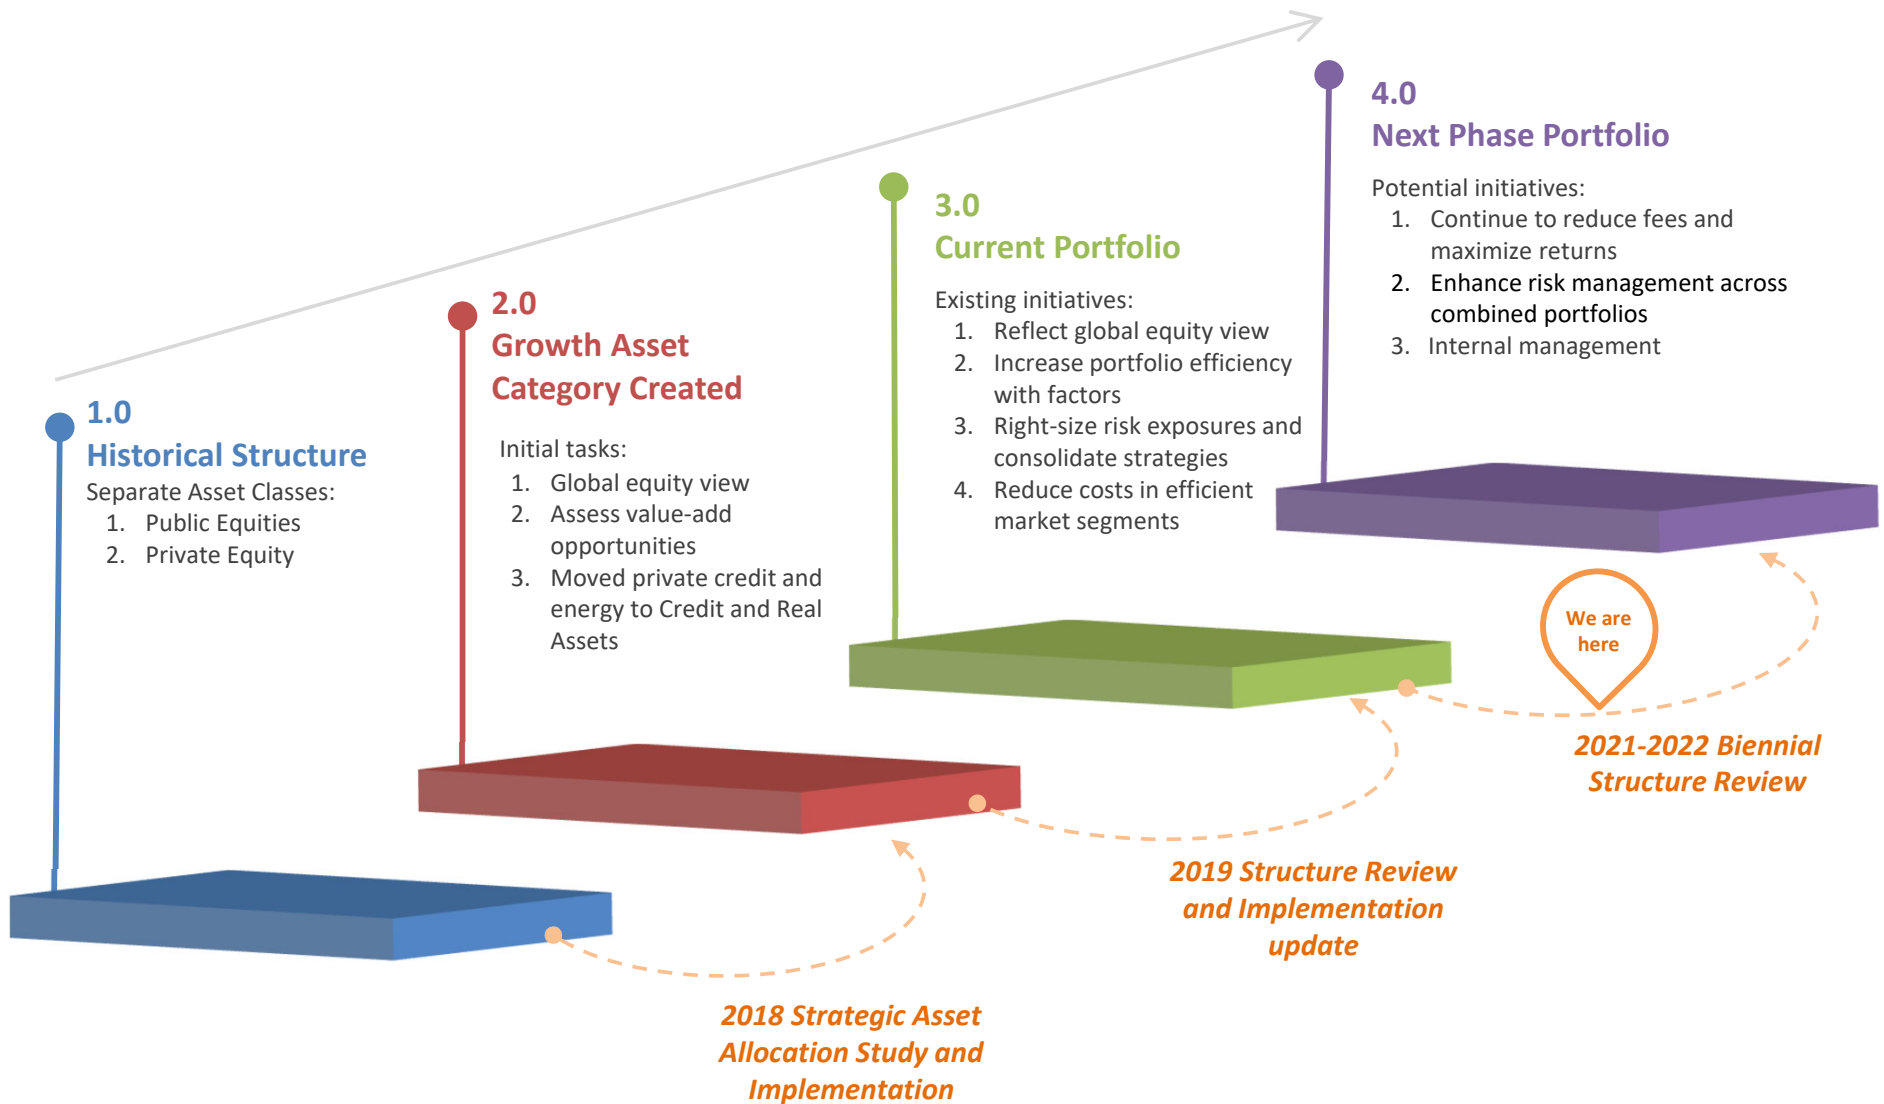 1.0
Historical Structure
Separate Asset Classes:
1. Public Equities
2. Private Equity
2.0
Growth Asset
Category Created
Initial tasks:
1. Global equity view
2. Assess value-add
opportunities
3. Moved private credit and
energy to Credit and Real
Assets
3.0
Current Portfolio
Existing initiatives:
1. Reflect global equity view
2. Increase portfolio efficiency
with factors
3. Right-size risk exposures and
consolidate strategies
4. Reduce costs in efficient
market segments
4.0
Next Phase Portfolio
Potential initiatives:
1. Continue to reduce fees and
maximize returns
2. Enhance risk management across
combined portfolios
3. Internal management
We are
here
2021-2022 Biennial
Structure Review
2019 Structure Review
and Implementation
update
2018 Strategic Asset
Allocation Study and
Implementation